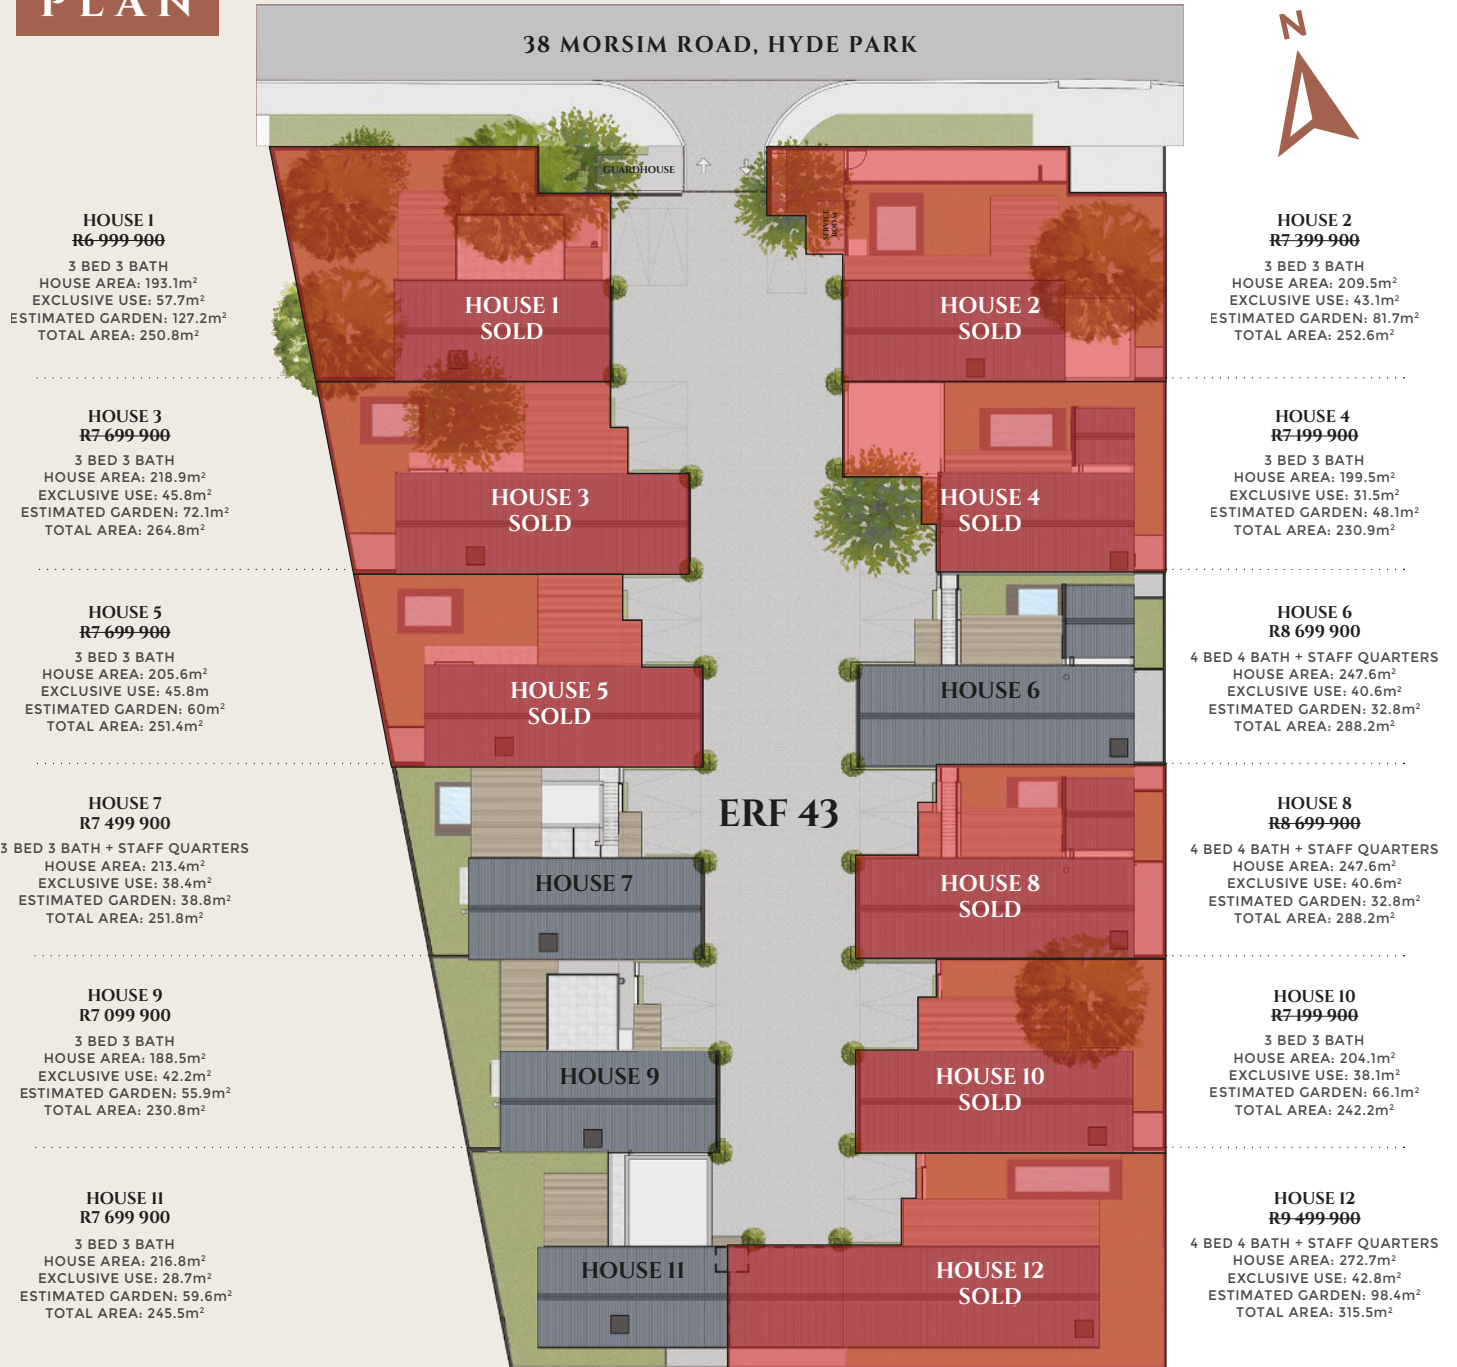 PLAN
38 MORSIM ROAD, HYDE PARK
N
GUARDHOUSE
HOUSE 1
R6 999 900
3 BED 3 BATH
HOUSE AREA: 193.1m²
EXCLUSIVE USE: 57.7m²
ESTIMATED GARDEN: 127.2m²
TOTAL AREA: 250.8m²
HOUSE 3
R7 699 900
3 BED 3 BATH
HOUSE AREA: 218.9m²
EXCLUSIVE USE: 45.8m²
ESTIMATED GARDEN: 72.1m²
TOTAL AREA: 264.8m²
HOUSE 5
R7 699 900
3 BED 3 BATH
HOUSE AREA: 205.6m²
EXCLUSIVE USE: 45.8m
ESTIMATED GARDEN: 60m²
TOTAL AREA: 251.4m²
HOUSE 7
R7 499 900
3 BED 3 BATH + STAFF QUARTERS
HOUSE AREA: 213.4m²
EXCLUSIVE USE: 38.4m²
ESTIMATED GARDEN: 38.8m²
TOTAL AREA: 251.8m²
HOUSE 9
R7 099 900
3 BED 3 BATH
HOUSE AREA: 188.5m²
EXCLUSIVE USE: 42.2m²
ESTIMATED GARDEN: 55.9m²
TOTAL AREA: 230.8m²
HOUSE 11
R7 699 900
3 BED 3 BATH
HOUSE AREA: 216.8m²
EXCLUSIVE USE: 28.7m²
ESTIMATED GARDEN: 59.6m²
TOTAL AREA: 245.5m²
HOUSE 1
SOLD
HOUSE 2
SOLD
HOUSE 3
SOLD
HOUSE 4
SOLD
HOUSE 5
SOLD
HOUSE 6
ERF 43
HOUSE 7
HOUSE 8
SOLD
HOUSE 9
HOUSE 10
SOLD
HOUSE 11
HOUSE 12
SOLD
HOUSE 2
R7 399 900
3 BED 3 BATH
HOUSE AREA: 209.5m²
EXCLUSIVE USE: 43.1m²
ESTIMATED GARDEN: 81.7m²
TOTAL AREA: 252.6m²
HOUSE 4
R7 199 900
3 BED 3 BATH
HOUSE AREA: 199.5m²
EXCLUSIVE USE: 31.5m²
ESTIMATED GARDEN: 48.1m²
TOTAL AREA: 230.9m²
HOUSE 6
R8 699 900
4 BED 4 BATH + STAFF QUARTERS
HOUSE AREA: 247.6m²
EXCLUSIVE USE: 40.6m²
ESTIMATED GARDEN: 32.8m²
TOTAL AREA: 288.2m²
HOUSE 8
R8 699 900
4 BED 4 BATH + STAFF QUARTERS
HOUSE AREA: 247.6m²
EXCLUSIVE USE: 40.6m²
ESTIMATED GARDEN: 32.8m²
TOTAL AREA: 288.2m²
HOUSE 10
R7 199 900
3 BED 3 BATH
HOUSE AREA: 204.1m²
EXCLUSIVE USE: 38.1m²
ESTIMATED GARDEN: 66.1m²
TOTAL AREA: 242.2m²
HOUSE 12
R9 499 900
4 BED 4 BATH + STAFF QUARTERS
HOUSE AREA: 272.7m²
EXCLUSIVE USE: 42.8m²
ESTIMATED GARDEN: 98.4m²
TOTAL AREA: 315.5m²